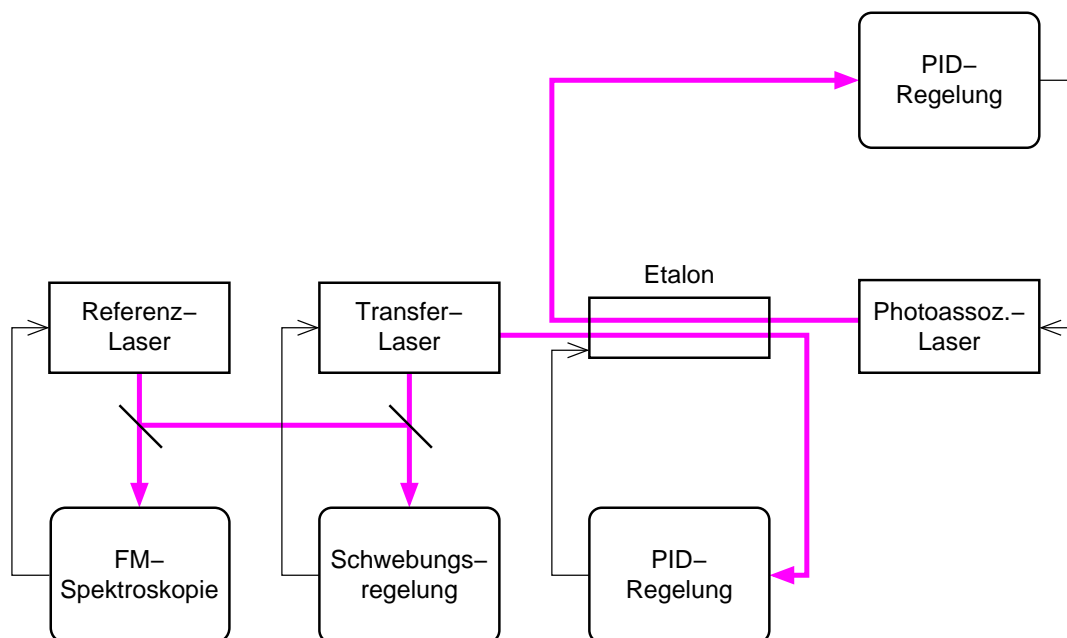 PID–
Regelung
Etalon
Referenz–
Laser
Transfer–
Laser
Photoassoz.–
Laser
FM–
Spektroskopie
Schwebungs–
regelung
PID–
Regelung